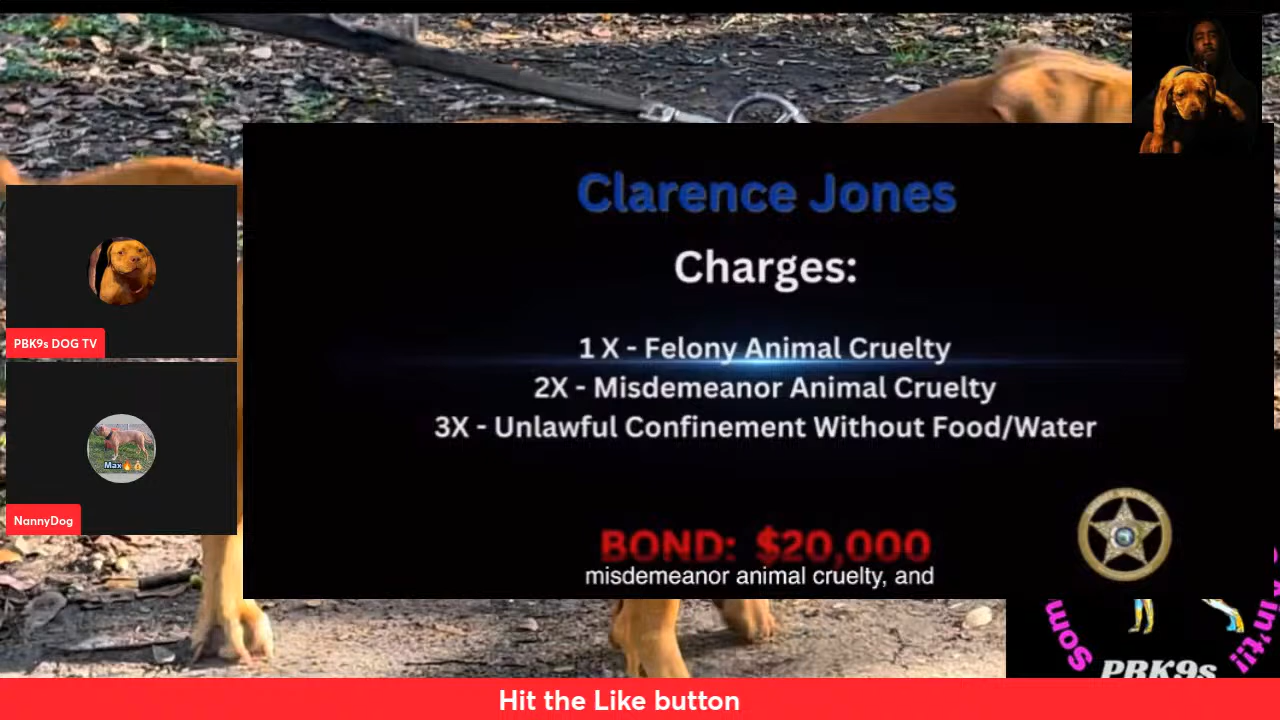 Clarence Jones
Charges:
1 X - Felony Animal Cruelty
2X - Misdemeanor Animal Cruelty
3X - Unlawful Confinement Without Food/Water
BOND: $20,000
misdemeanor animal cruelty, and
PBK9s DOG TV
Max
NannyDog
Som
PBK9s
Hit the Like button